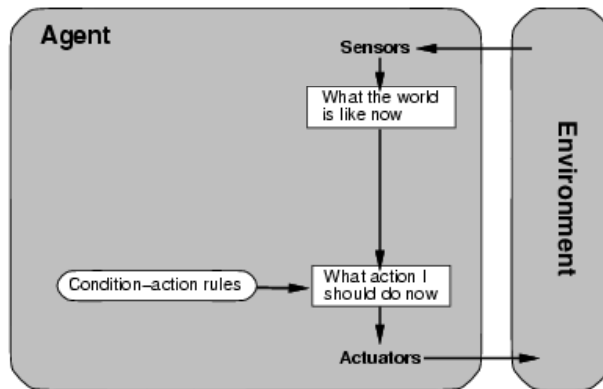 Agent
Sensors
What the world
is like now
Environment
Condition–action rules
What action I
should do now
Actuators